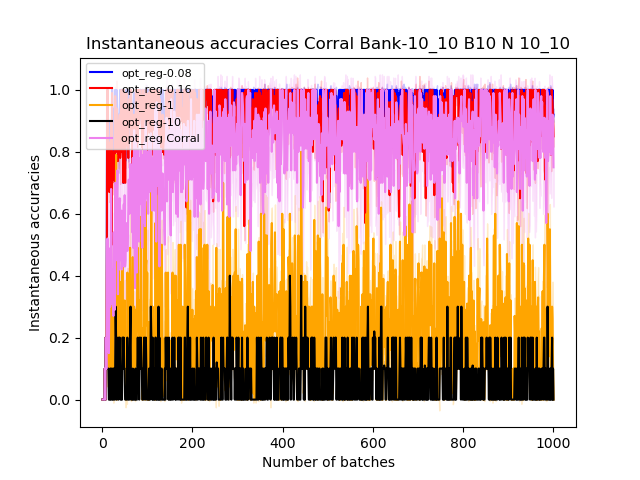 Instantaneous accuracies Corral Bank-10_10 B10 N 10_10
opt_reg-0.08
opt_reg-0.16
opt_reg-1
opt_reg-10
opt_reg Corral
1.0
0.8
0.6
0.4
0.2
0.0
Instantaneous accuracies
0
200
400
600
800
1000
Number of batches